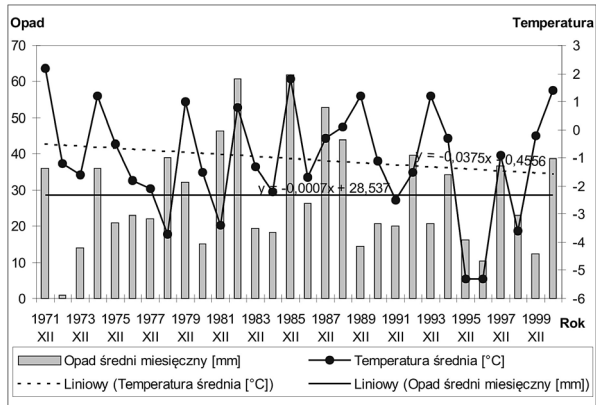 Opad Temperatura
70 3
60 2
1
50 0
40 -1
y = -0,0375x - 0,4556
30 -2
y = -0,0007x + 28,537
20 -3
-4
10 -5
0 -6
1971 1973 1975 1977 1979 1981 1983 1985 1987 1989 1991 1993 1995 1997 1999
XII XII XII XII XII XII XII XII XII XII XII XII XII XII XII Rok
Opad średni miesięczny [mm] Temperatura średnia [°C]
Liniowy (Temperatura średnia [°C]) Liniowy (Opad średni miesięczny [mm])